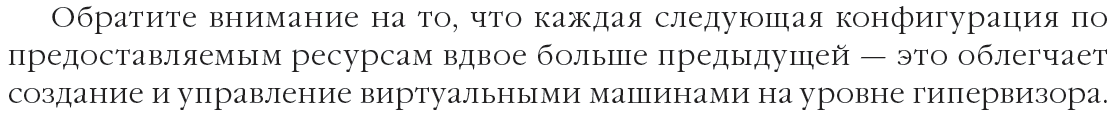 Обратите внимание на то, что каждая следующая конфигурация по
предоставляемым ресурсам вдвое больше предыдущей — это облегчает
создание и управление виртуальными машинами на уровне гипервизора.